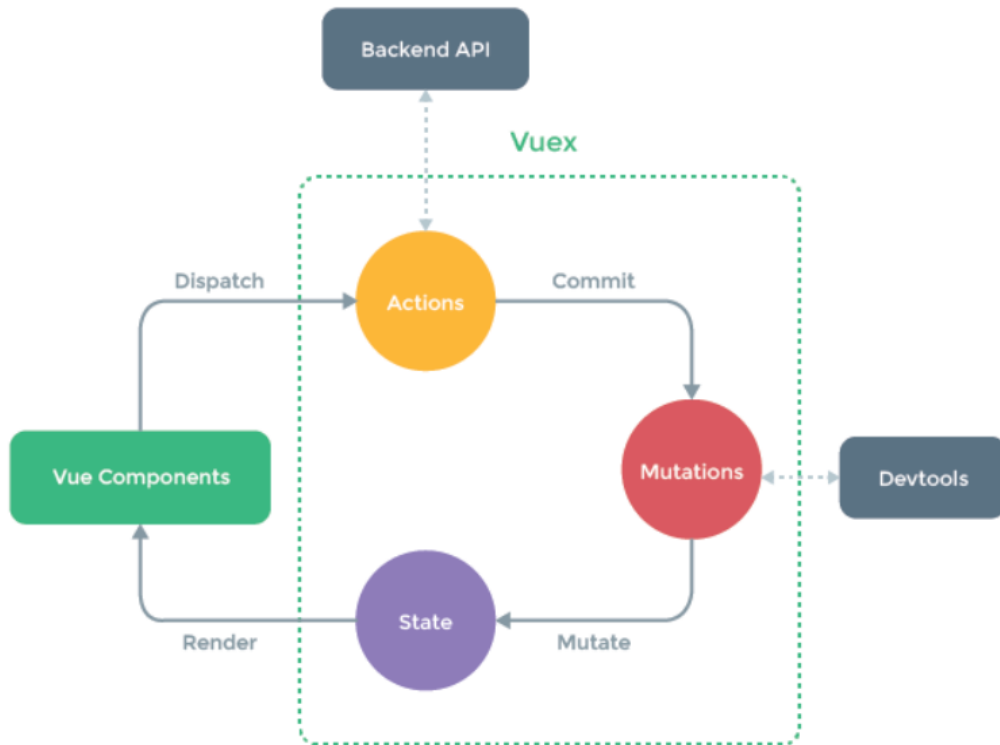 Backend API
Vuex
Dispatch
Actions
Commit
Vue Components
Mutations
Devtools
State
Render
Mutate